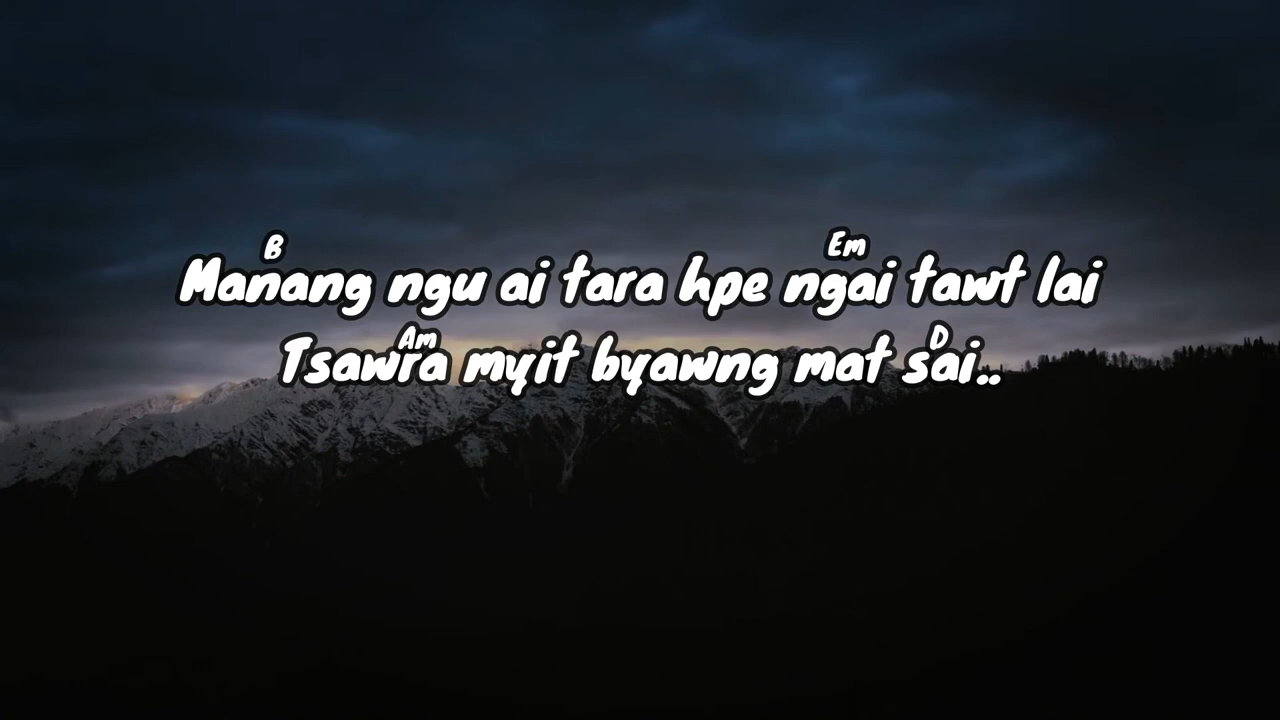 B Em
Manang ngu ai tara hpe ngai tawt lai
Am D
Tsawra myit byawng mat sai..